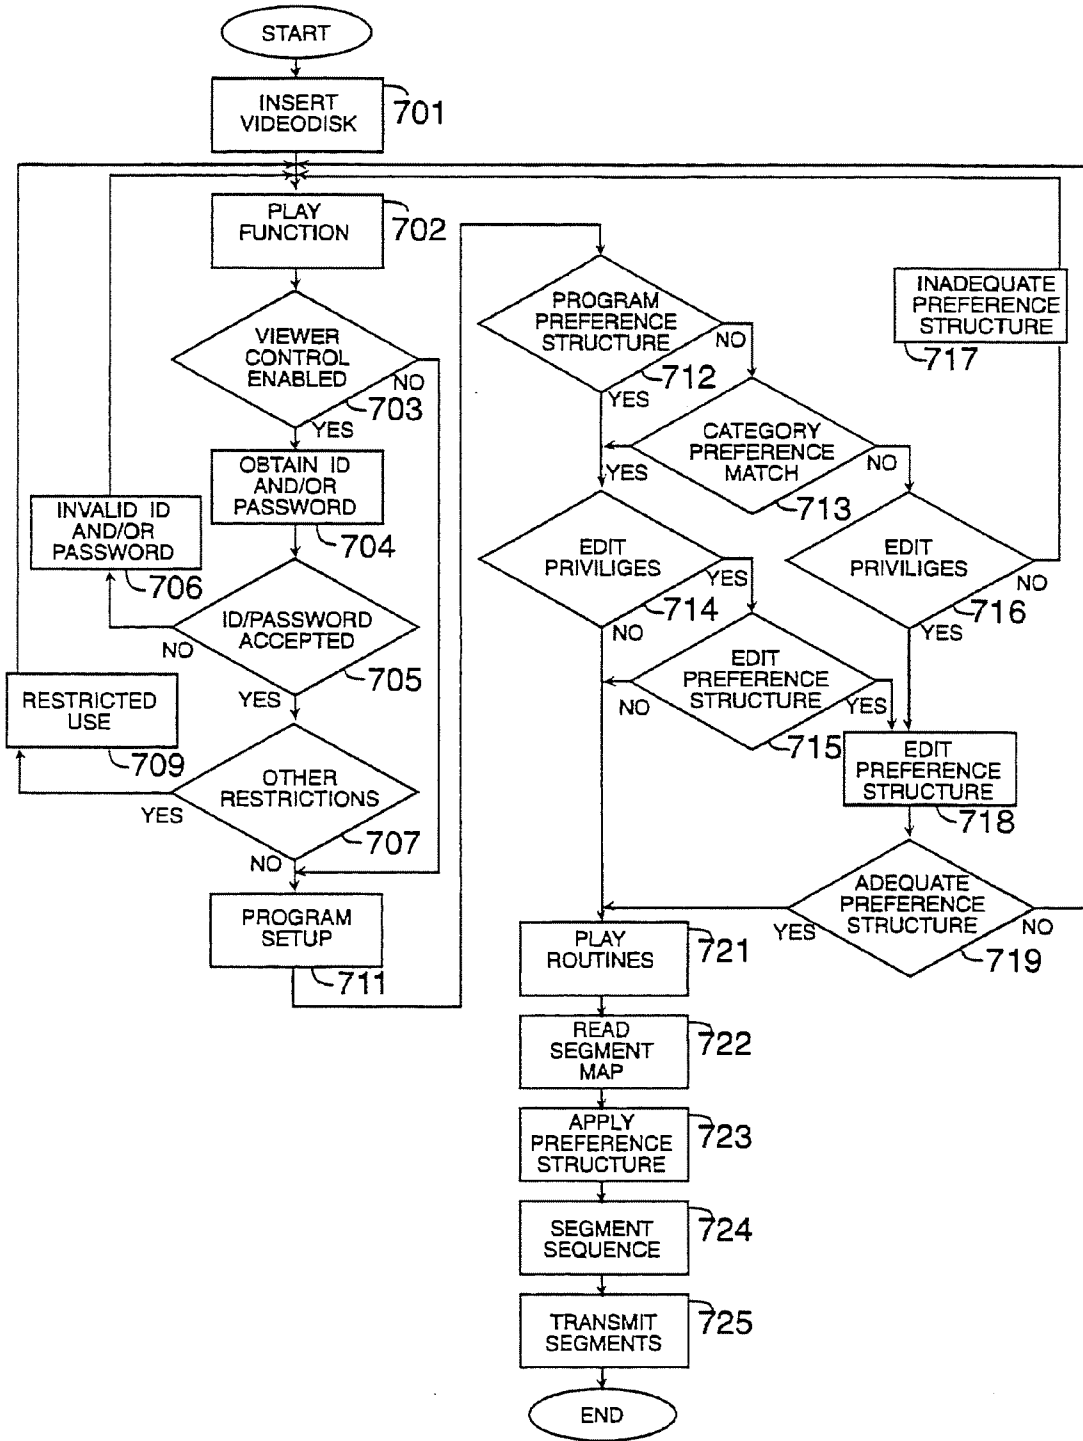 START
INSERT
VIDEODISK
701
PLAY
FUNCTION
702
VIEWER
CONTROL
ENABLED
NO
703
YES
OBTAIN ID
AND/OR
PASSWORD
704
INVALID ID
AND/OR
PASSWORD
706
ID/PASSWORD
ACCEPTED
NO
705
YES
RESTRICTED
USE
709
OTHER
RESTRICTIONS
YES
707
NO
PROGRAM
SETUP
711
PROGRAM
PREFERENCE
STRUCTURE
NO
712
YES
CATEGORY
PREFERENCE
MATCH
YES
NO
713
INADEQUATE
PREFERENCE
STRUCTURE
717
EDIT
PRIVILIGES
YES
714
NO
EDIT
PRIVILIGES
NO
716
YES
EDIT
PREFERENCE
STRUCTURE
NO
YES
715
EDIT
PREFERENCE
STRUCTURE
718
ADEQUATE
PREFERENCE
STRUCTURE
YES
NO
719
PLAY
ROUTINES
721
READ
SEGMENT
MAP
722
APPLY
PREFERENCE
STRUCTURE
723
SEGMENT
SEQUENCE
724
TRANSMIT
SEGMENTS
725
END